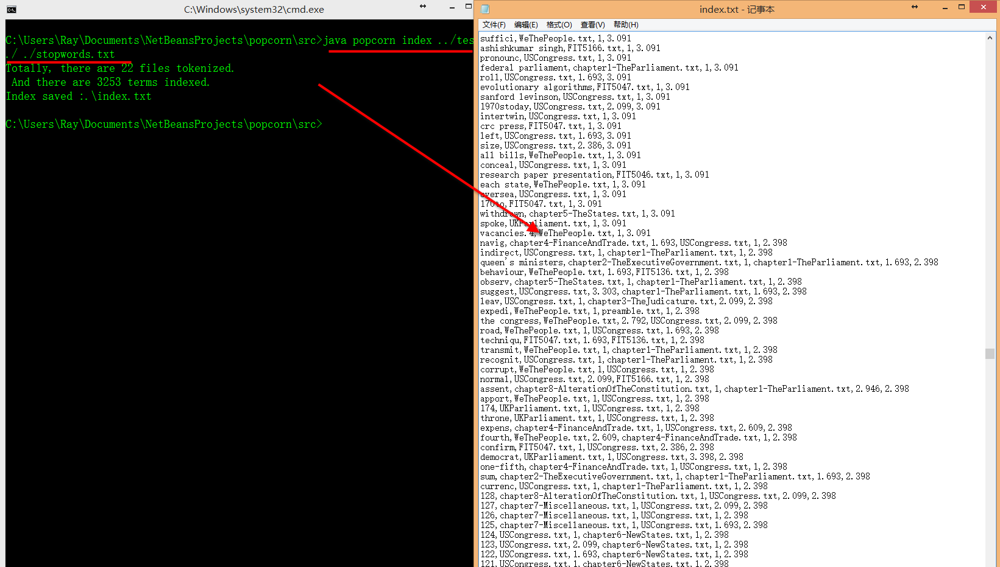 C:\Windows\system32\cmd.exe
C:\Users\Ray\Documents\NetBeansProjects\popcorn\src>java popcorn index ../tes
./ ./stopwords.txt
Totally, there are 22 files tokenized.
And there are 3253 terms indexed.
Index saved :.\index.txt
C:\Users\Ray\Documents\NetBeansProjects\popcorn\src>
index.txt - 记事本
文件(F) 编辑(E) 格式(O) 查看(V) 帮助(H)
suffici,WeThePeople.txt,1,3.091
ashishkumar singh,FIT5166.txt,1,3.091
pronounc,USCongress.txt,1,3.091
federal parliament,chapter1-TheParliament.txt,1,3.091
roll,USCongress.txt,1.693,3.091
evolutionary algorithms,FIT5047.txt,1,3.091
sanford levinson,USCongress.txt,1,3.091
1970stoday,USCongress.txt,2.099,3.091
intertwin,USCongress.txt,1,3.091
crc press,FIT5047.txt,1,3.091
left,USCongress.txt,1.693,3.091
size,USCongress.txt,2.386,3.091
all bills,WeThePeople.txt,1,3.091
conceal,USCongress.txt,1,3.091
research paper presentation,FIT5046.txt,1,3.091
each state,WeThePeople.txt,1,3.091
oversea,USCongress.txt,1,3.091
170to,FIT5047.txt,1,3.091
withdrawn,chapter5-TheStates.txt,1,3.091
spoke,UKParliament.txt,1,3.091
vacancies.4,WeThePeople.txt,1,3.091
navig,chapter4-FinanceAndTrade.txt,1.693,USCongress.txt,1,2.398
indirect,USCongress.txt,1,chapter1-TheParliament.txt,1,2.398
queen's ministers,chapter2-TheExecutiveGovernment.txt,1,chapter1-TheParliament.txt,1.693,2.398
behaviour,WeThePeople.txt,1.693,FIT5136.txt,1,2.398
observ,chapter5-TheStates.txt,1,chapter1-TheParliament.txt,1,2.398
suggest,USCongress.txt,3.303,chapter1-TheParliament.txt,1.693,2.398
leav,USCongress.txt,1,chapter3-TheJudicature.txt,2.099,2.398
expedi,WeThePeople.txt,1,preamble.txt,1,2.398
the congress,WeThePeople.txt,2.792,USCongress.txt,2.099,2.398
road,WeThePeople.txt,1,USCongress.txt,1.693,2.398
techniqu,FIT5047.txt,1.693,FIT5136.txt,1,2.398
transmit,WeThePeople.txt,1,chapter1-TheParliament.txt,1,2.398
recognit,USCongress.txt,1,chapter1-TheParliament.txt,1,2.398
corrupt,WeThePeople.txt,1,USCongress.txt,1,2.398
normal,USCongress.txt,2.099,FIT5166.txt,1,2.398
assent,chapter8-AlterationOfTheConstitution.txt,1,chapter1-TheParliament.txt,2.946,2.398
apport,WeThePeople.txt,1,USCongress.txt,1,2.398
174,UKParliament.txt,1,USCongress.txt,1,2.398
throne,UKParliament.txt,1,USCongress.txt,1,2.398
expens,chapter4-FinanceAndTrade.txt,1,USCongress.txt,2.609,2.398
fourth,WeThePeople.txt,2.609,chapter4-FinanceAndTrade.txt,1,2.398
confirm,FIT5047.txt,1,USCongress.txt,2.386,2.398
democrat,UKParliament.txt,1,USCongress.txt,3.398,2.398
one-fifth,chapter4-FinanceAndTrade.txt,1,USCongress.txt,1,2.398
sum,chapter2-TheExecutiveGovernment.txt,1,chapter1-TheParliament.txt,1.693,2.398
currenc,USCongress.txt,1,chapter1-TheParliament.txt,1,2.398
128,chapter8-AlterationOfTheConstitution.txt,1,USCongress.txt,2.099,2.398
127,chapter7-Miscellaneous.txt,1,USCongress.txt,2.099,2.398
126,chapter7-Miscellaneous.txt,1,USCongress.txt,1,2.398
125,chapter7-Miscellaneous.txt,1,USCongress.txt,1.693,2.398
124,USCongress.txt,1,chapter6-NewStates.txt,1,2.398
123,USCongress.txt,2.099,chapter6-NewStates.txt,1,2.398
122,USCongress.txt,1.693,chapter6-NewStates.txt,1,2.398
121,USCongress.txt,1,chapter6-NewStates.txt,1,2.398